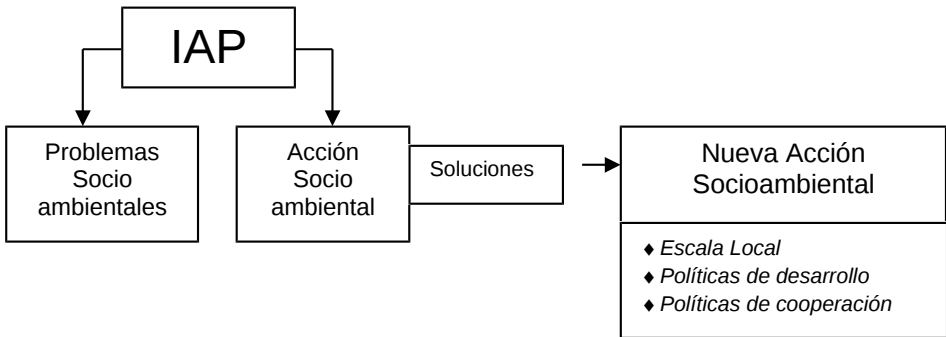 IAP
Problemas
Socio
ambientales
Acción
Socio
ambiental
Soluciones
Nueva Acción
Socioambiental
♦ Escala Local
♦ Políticas de desarrollo
♦ Políticas de cooperación